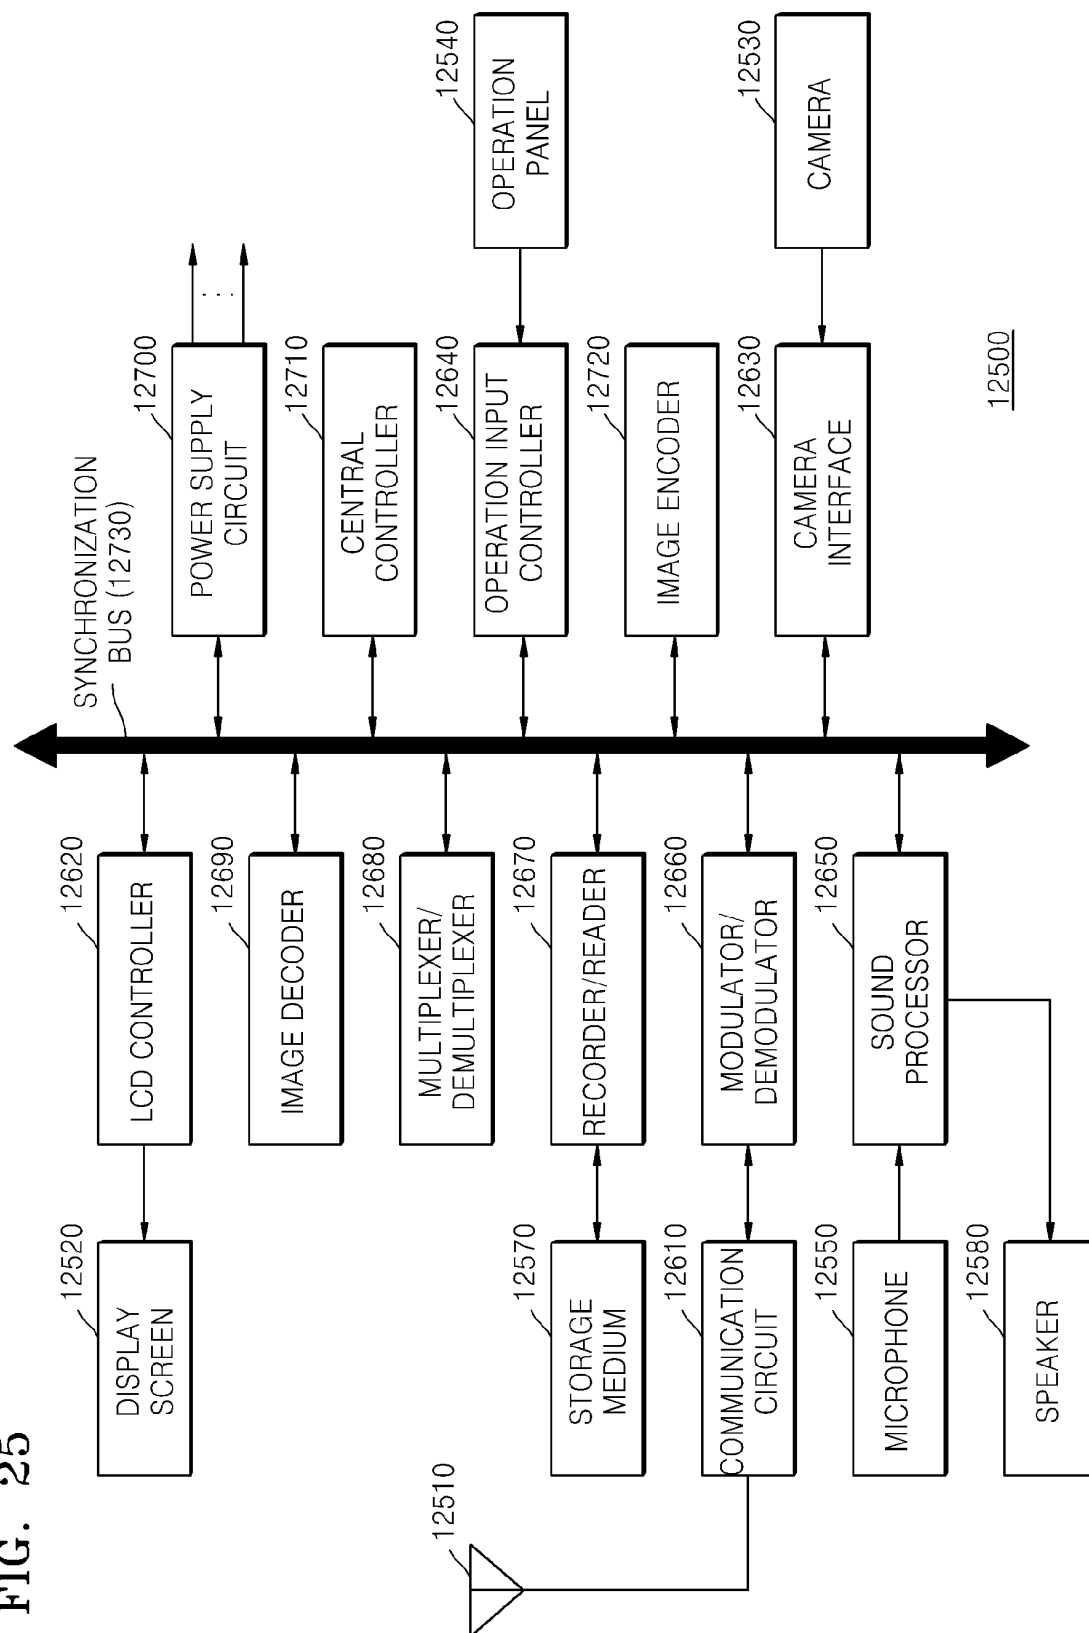 FIG. 25
12510
DISPLAY
SCREEN
12520
LCD CONTROLLER
12620
IMAGE DECODER
12690
MULTIPLEXER/
DEMULTIPLEXER
12680
STORAGE
MEDIUM
12570
RECORDER/READER
12670
COMMUNICATION
CIRCUIT
12610
MODULATOR/
DEMODULATOR
12660
MICROPHONE
12550
SOUND
PROCESSOR
12650
SPEAKER
12580
SYNCHRONIZATION
BUS (12730)
POWER SUPPLY
CIRCUIT
12700
CENTRAL
CONTROLLER
12710
OPERATION INPUT
CONTROLLER
12640
OPERATION
PANEL
12540
IMAGE ENCODER
12720
CAMERA
INTERFACE
12630
CAMERA
12530
12500